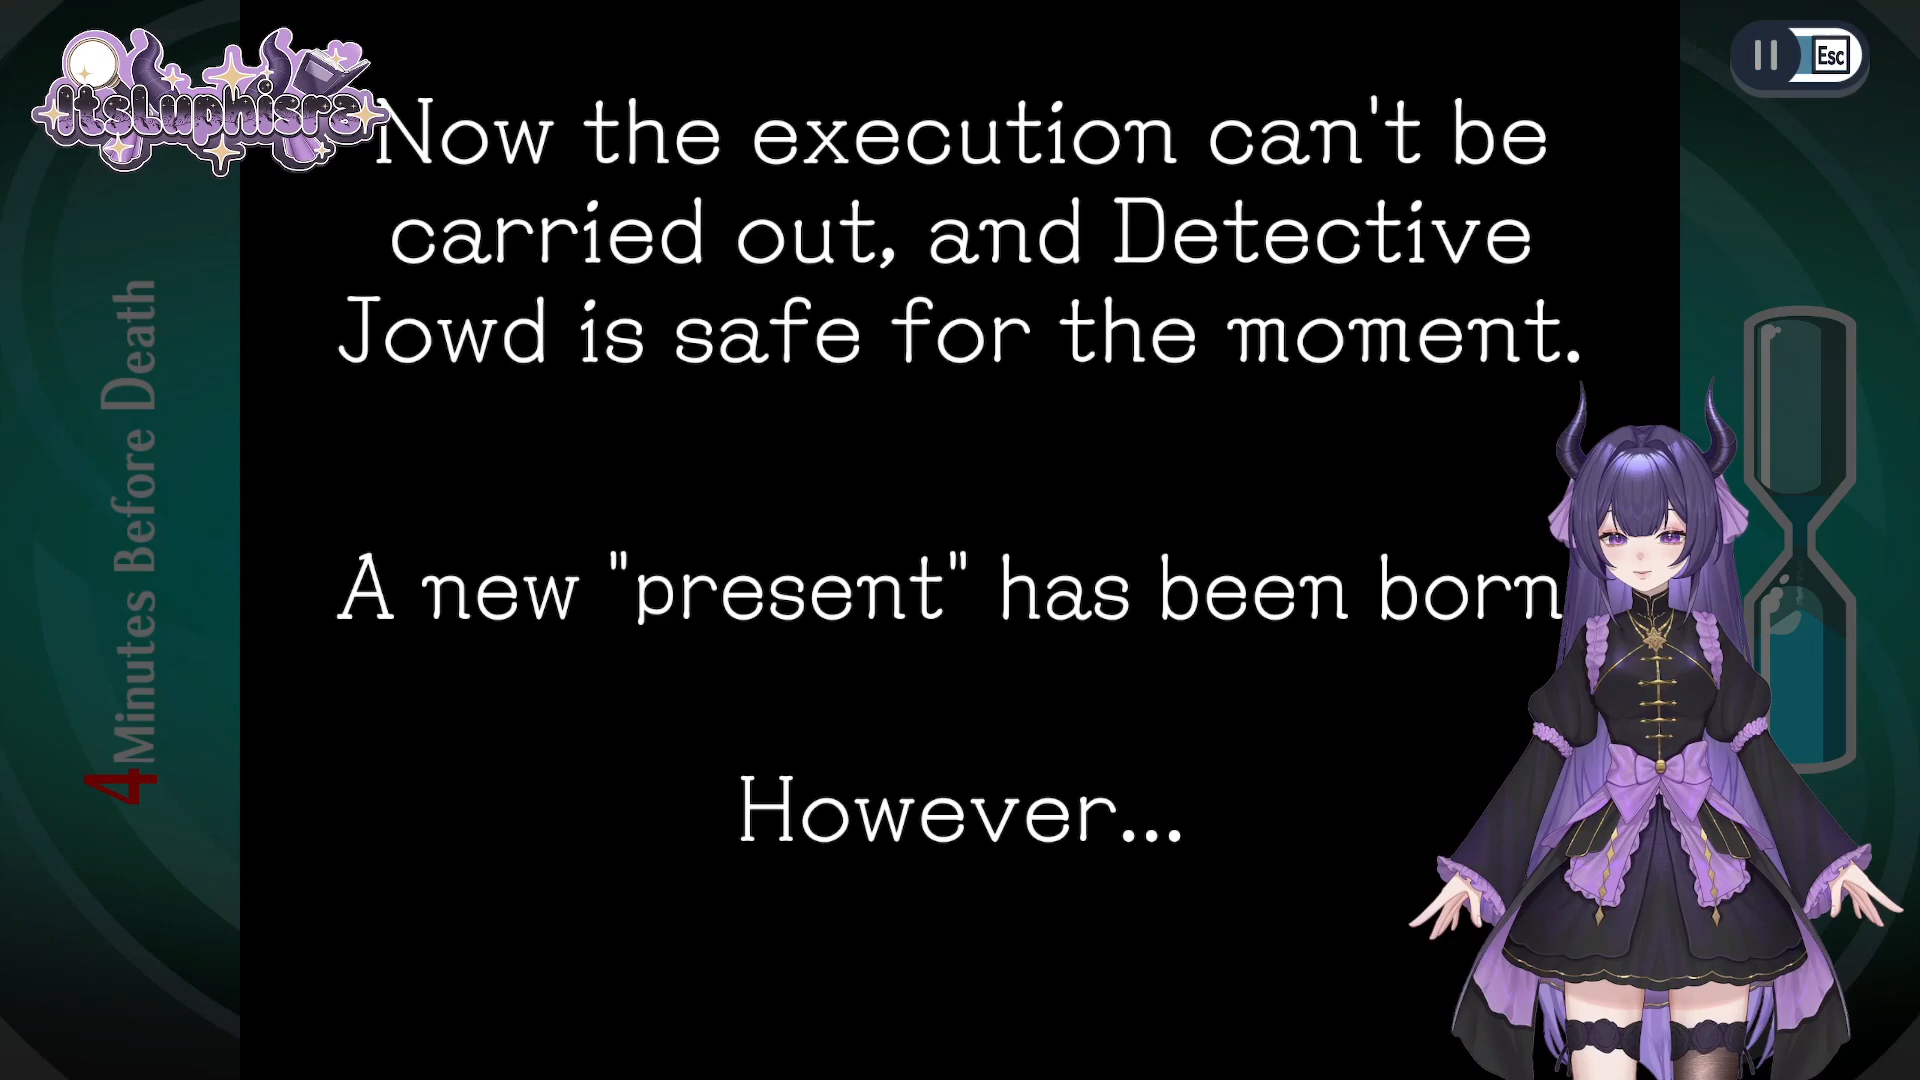 ItsLuphisra
Esc
Now the execution can't be
carried out, and Detective
Jowd is safe for the moment.
A new "present" has been born
However...
4 Minutes Before Death